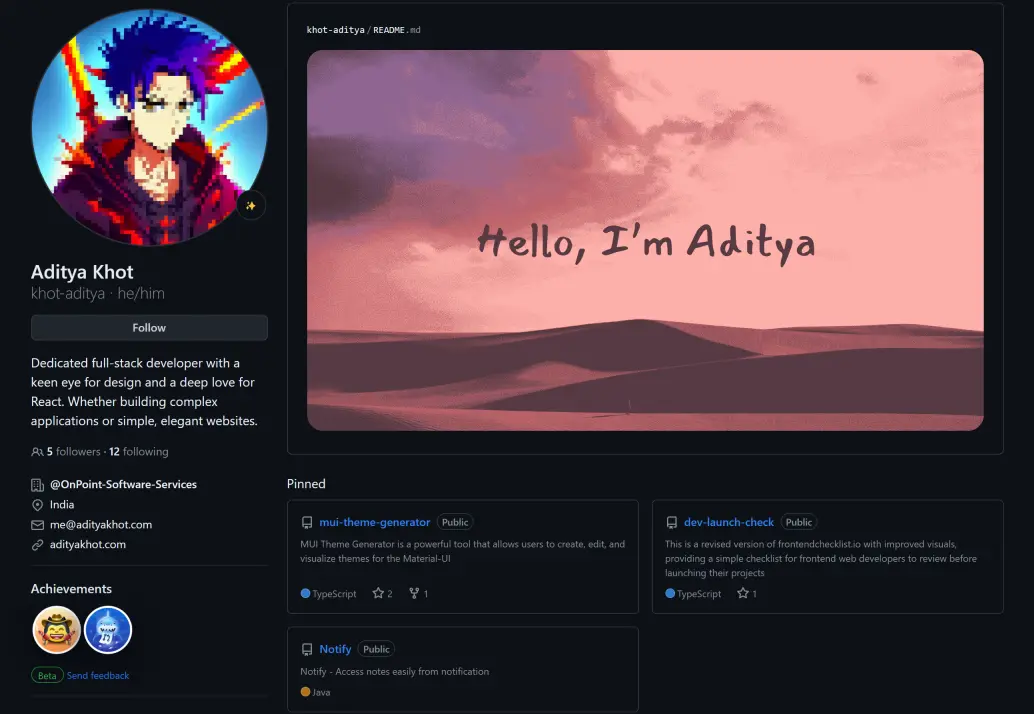 khot-aditya/README.md
Hello, I'm Aditya
Aditya Khot
khot-aditya · he/him
Follow
Dedicated full-stack developer with a
keen eye for design and a deep love for
React. Whether building complex
applications or simple, elegant websites.
5 followers · 12 following
@OnPoint-Software-Services
India
me@adityakhot.com
adityakhot.com
Achievements
Beta Send feedback
Pinned
mui-theme-generator Public
MUI Theme Generator is a powerful tool that allows users to create, edit, and
visualize themes for the Material-UI
TypeScript 2 1
dev-launch-check Public
This is a revised version of frontendchecklist.io with improved visuals,
providing a simple checklist for frontend web developers to review before
launching their projects
TypeScript 1
Notify Public
Notify - Access notes easily from notification
Java